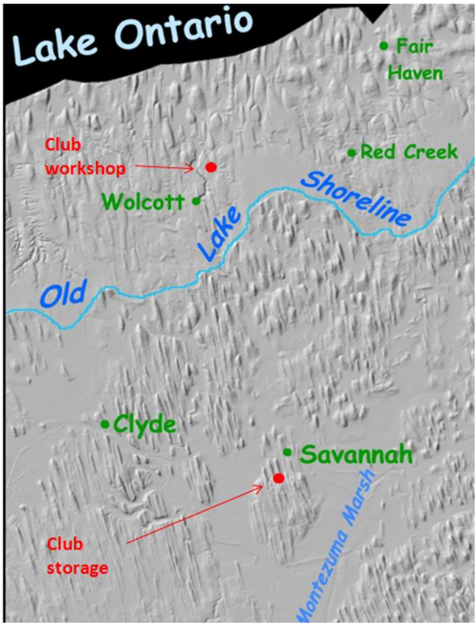 Lake Ontario
Fair
Haven
Club
workshop
Red Creek
Wolcott
Shoreline
Lake
Old
Clyde
Savannah
Montezuma Marsh
Club
storage